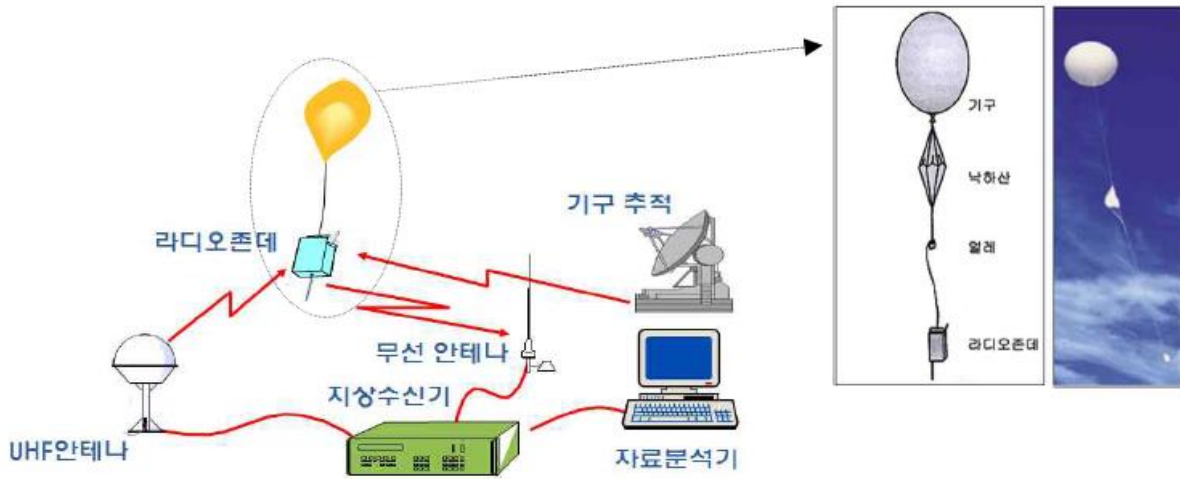 기구
낙하산
얼레
라디오존데
기구 추적
라디오존데
무선 안테나
지상수신기
UHF안테나
자료분석기